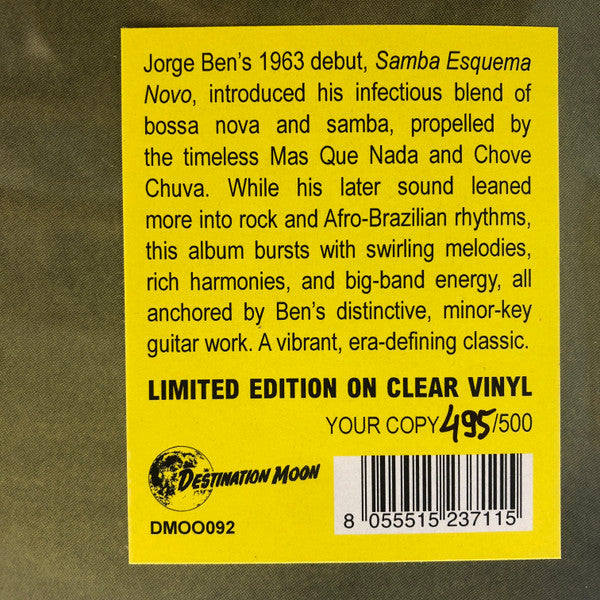 Jorge Ben's 1963 debut, Samba Esquema
Novo, introduced his infectious blend of
bossa nova and samba, propelled by
the timeless Mas Que Nada and Chove
Chuva. While his later sound leaned
more into rock and Afro-Brazilian rhythms,
this album bursts with swirling melodies,
rich harmonies, and big-band energy, all
anchored by Ben's distinctive, minor-key
guitar work. A vibrant, era-defining classic.
LIMITED EDITION ON CLEAR VINYL
YOUR COPY 495/500
DESTINATION MOON
DMOO092
8 055515 237115